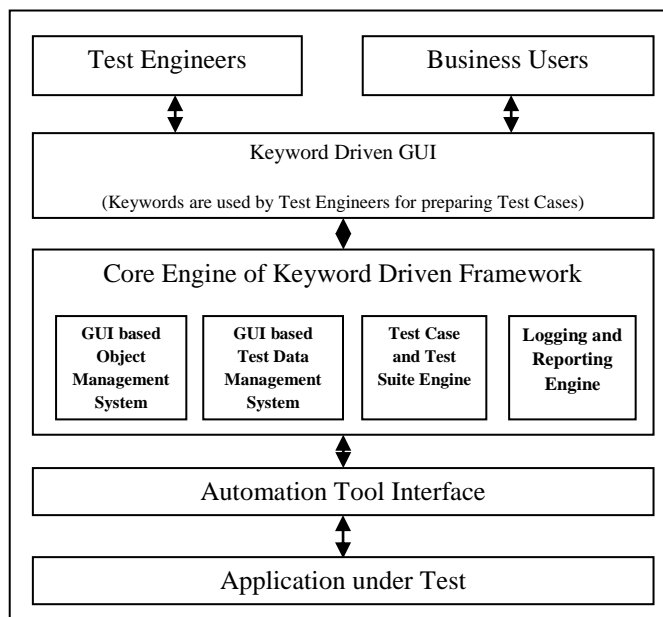 Test Engineers
Business Users
Keyword Driven GUI
(Keywords are used by Test Engineers for preparing Test Cases)
Core Engine of Keyword Driven Framework
GUI based
Object
Management
System
GUI based
Test Data
Management
System
Test Case
and Test
Suite Engine
Logging and
Reporting
Engine
Automation Tool Interface
Application under Test